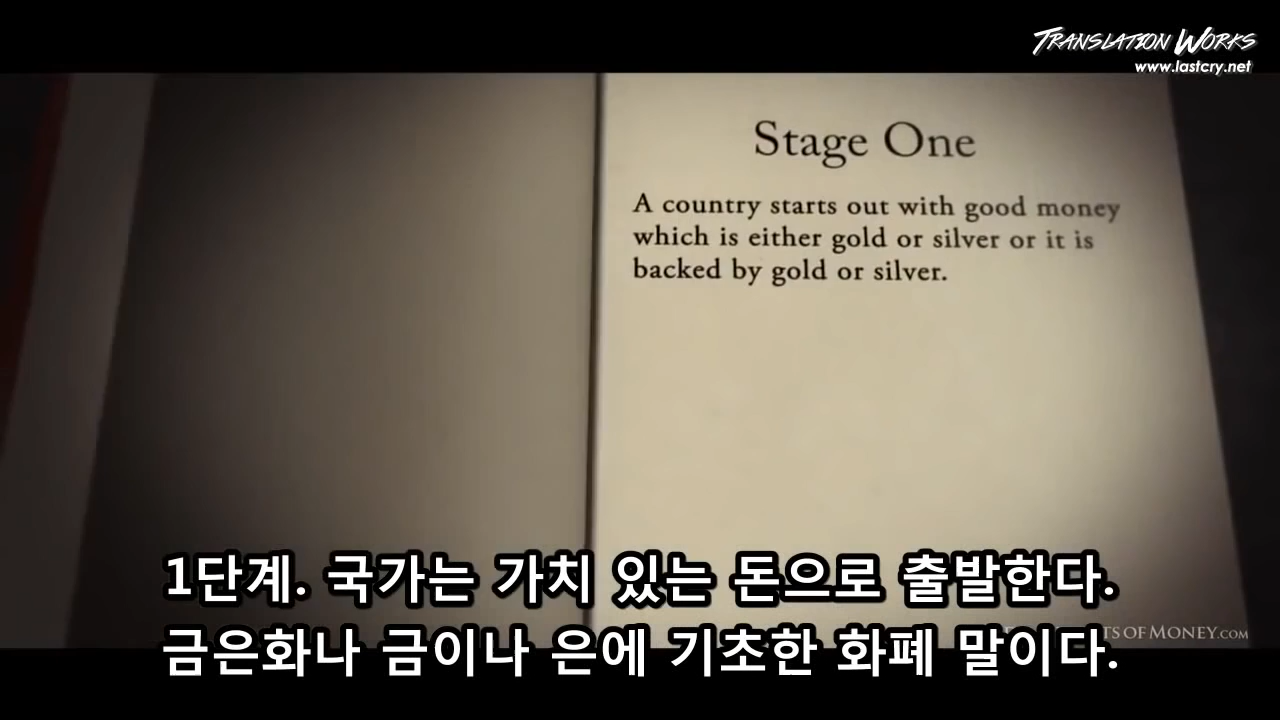 TRANSLATION WORKS
www.lastcry.net
Stage One
A country starts out with good money
which is either gold or silver or it is
backed by gold or silver.
1단계. 국가는 가치 있는 돈으로 출발한다.
금은화나 금이나 은에 기초한 화폐 말이다.
OF MONEY.COM